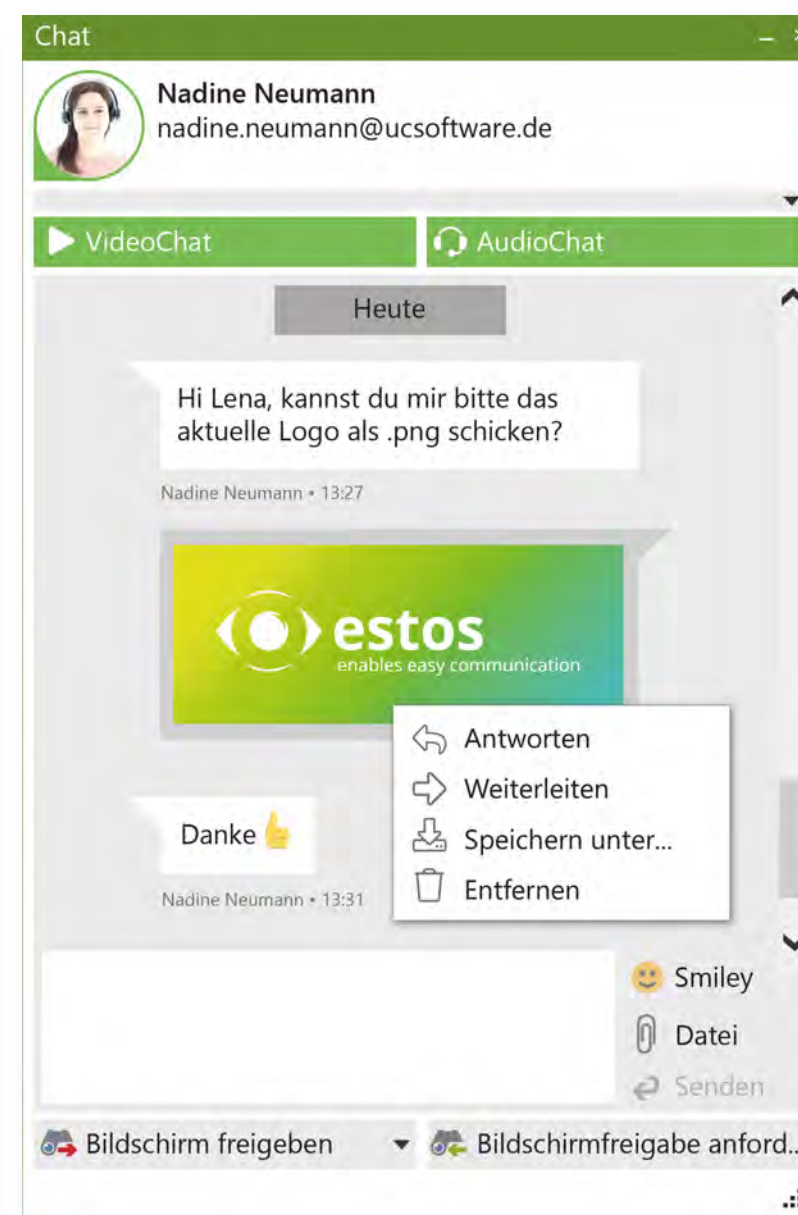 Chat
Nadine Neumann
nadine.neumann@ucsoftware.de
VideoChat
AudioChat
Heute
Hi Lena, kannst du mir bitte das
aktuelle Logo als .png schicken?
Nadine Neumann • 13:27
estos
enables easy communication
Antworten
Weiterleiten
Speichern unter...
Entfernen
Danke 👍
Nadine Neumann • 13:31
Smiley
Datei
Senden
Bildschirm freigeben
Bildschirmfreigabe anford...